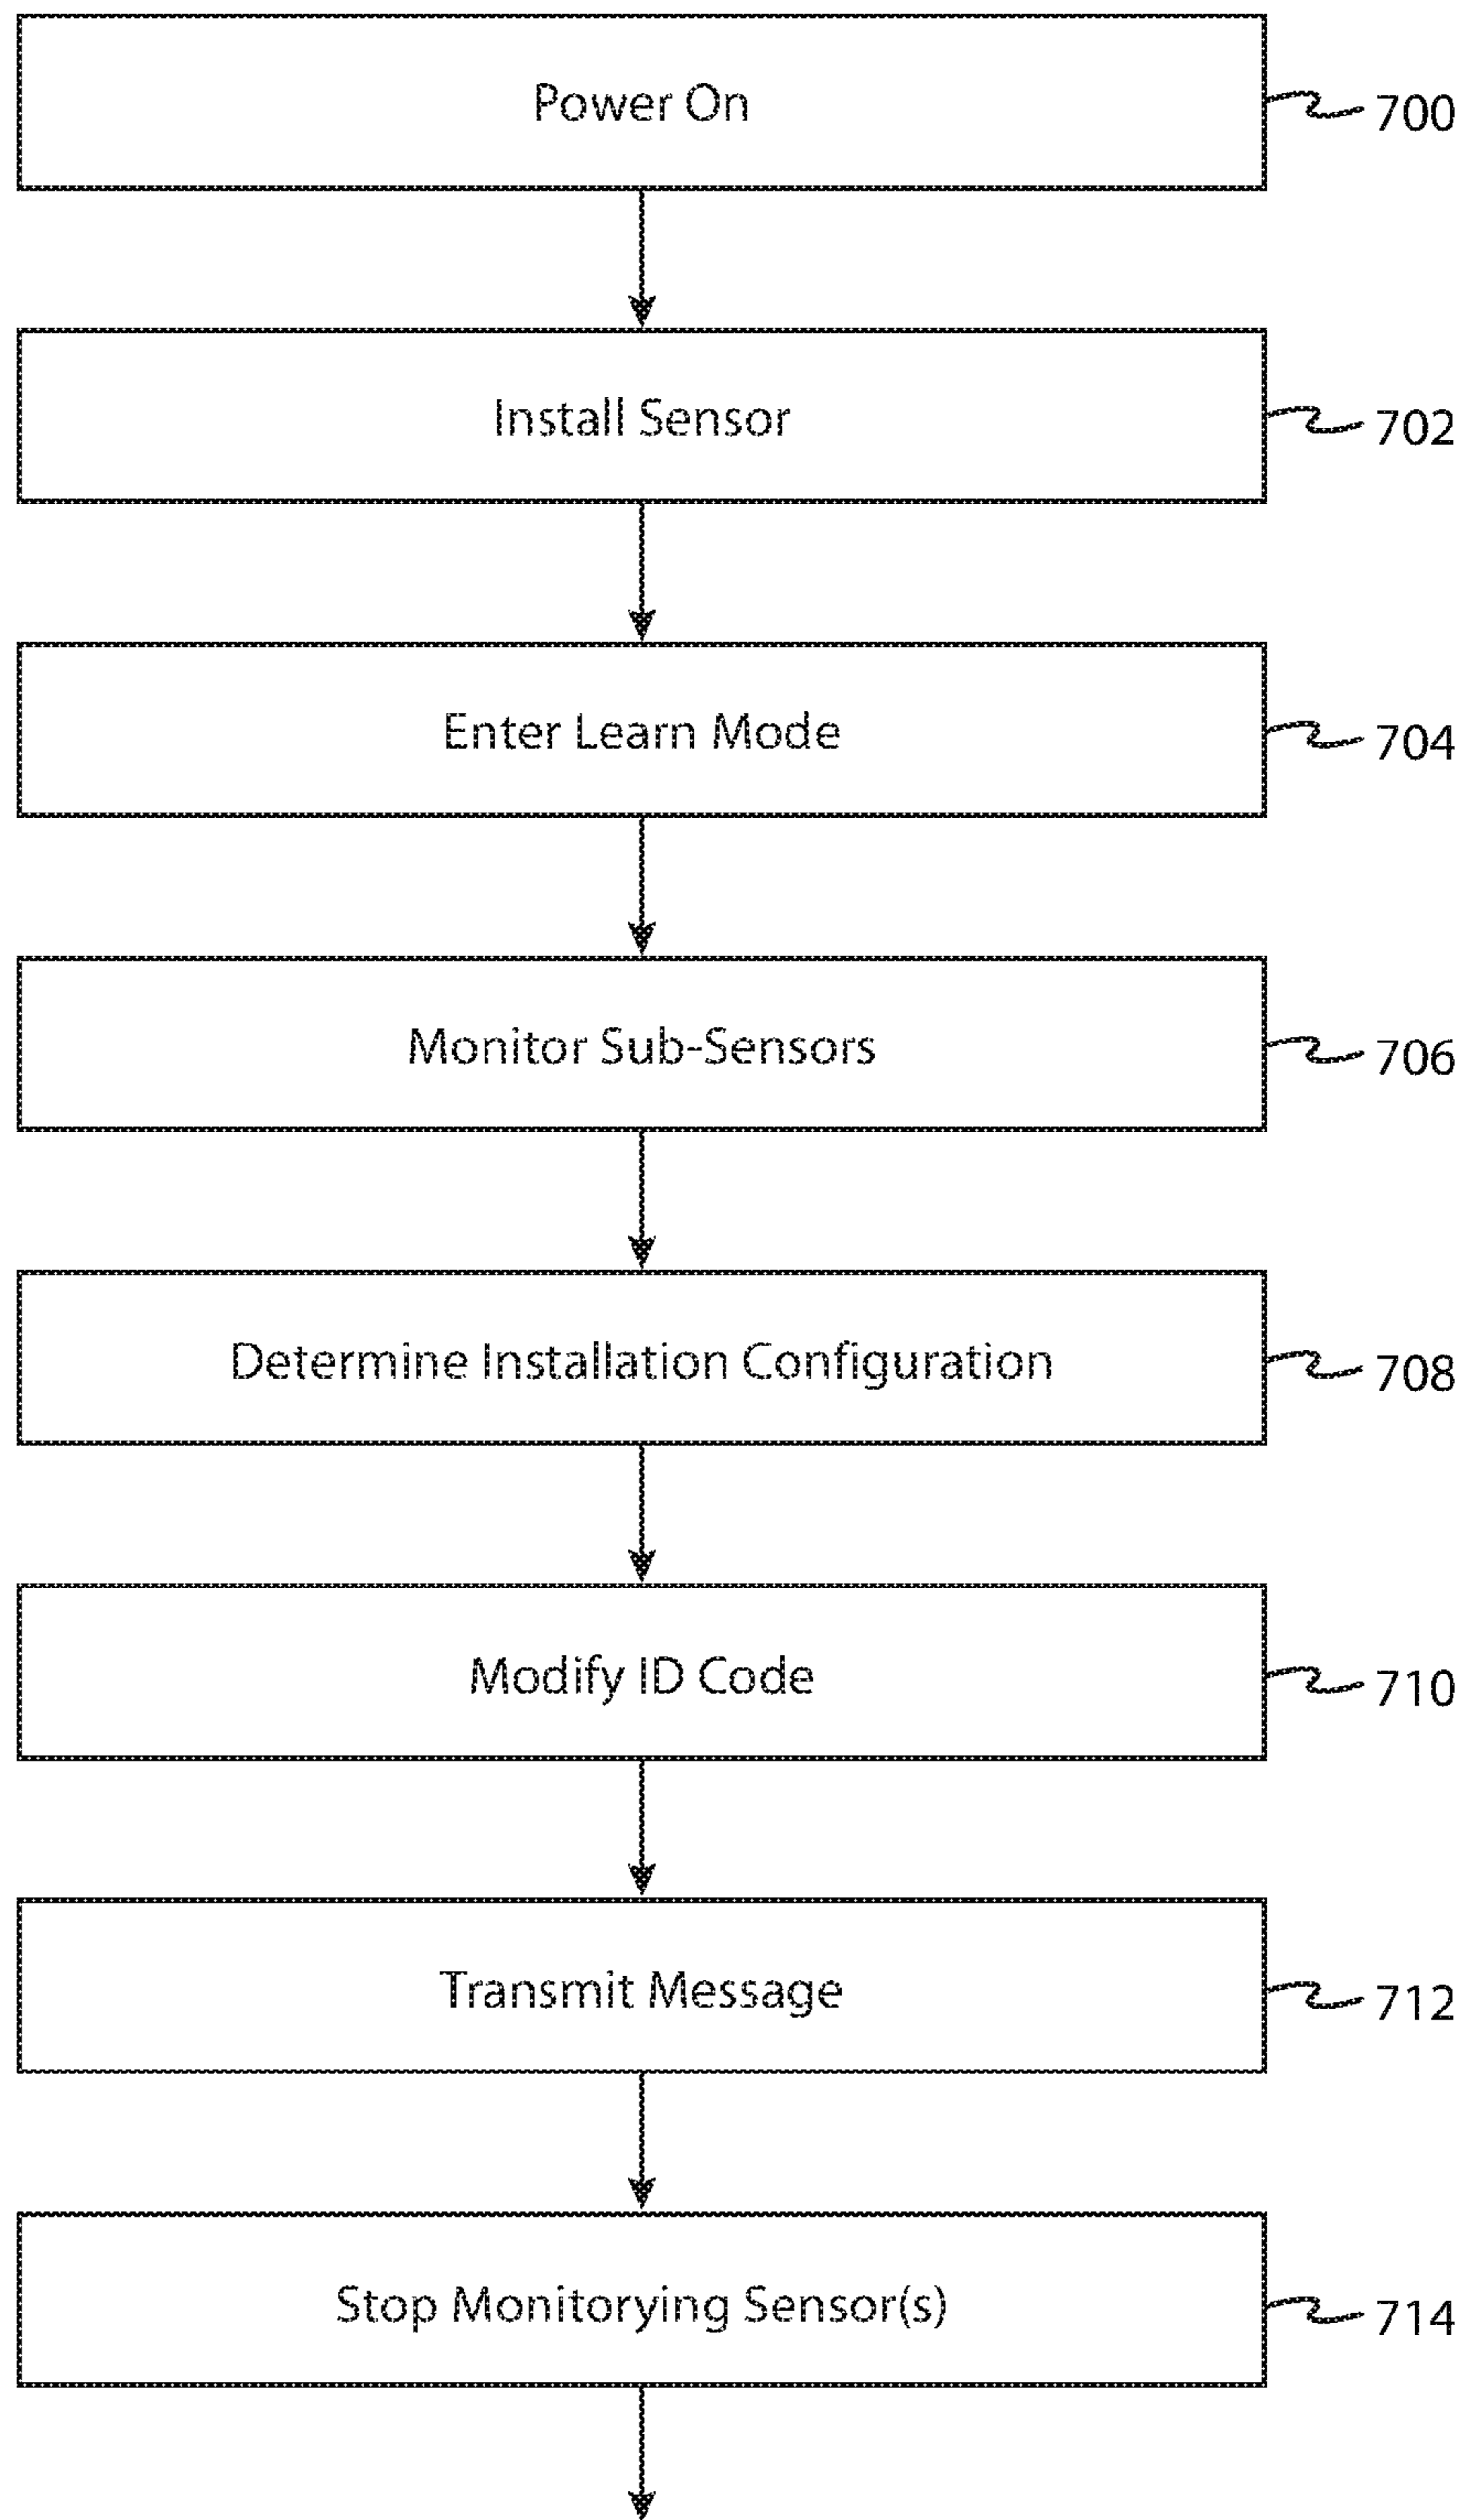 Power On
700
Install Sensor
702
Enter Learn Mode
704
Monitor Sub-Sensors
706
Determine Installation Configuration
708
Modify ID Code
710
Transmit Message
712
Stop Monitorying Sensor(s)
714